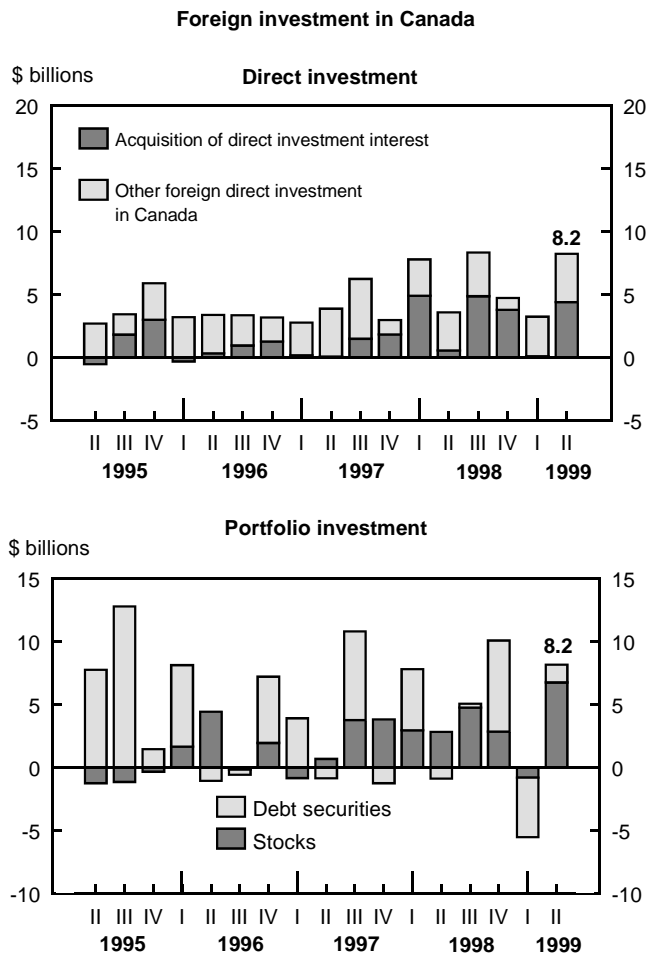 Foreign investment in Canada
$ billions
Direct investment
20 20
Acquisition of direct investment interest
15 15
Other foreign direct investment
in Canada
10 8.2 10
5 5
0 0
-5 -5
II III IV I II III IV I II III IV I II III IV I II
1995 1996 1997 1998 1999
Portfolio investment
$ billions
15 15
10 8.2 10
5 5
0 0
Debt securities
-5 Stocks -5
-10 -10
II III IV I II III IV I II III IV I II III IV I II
1995 1996 1997 1998 1999